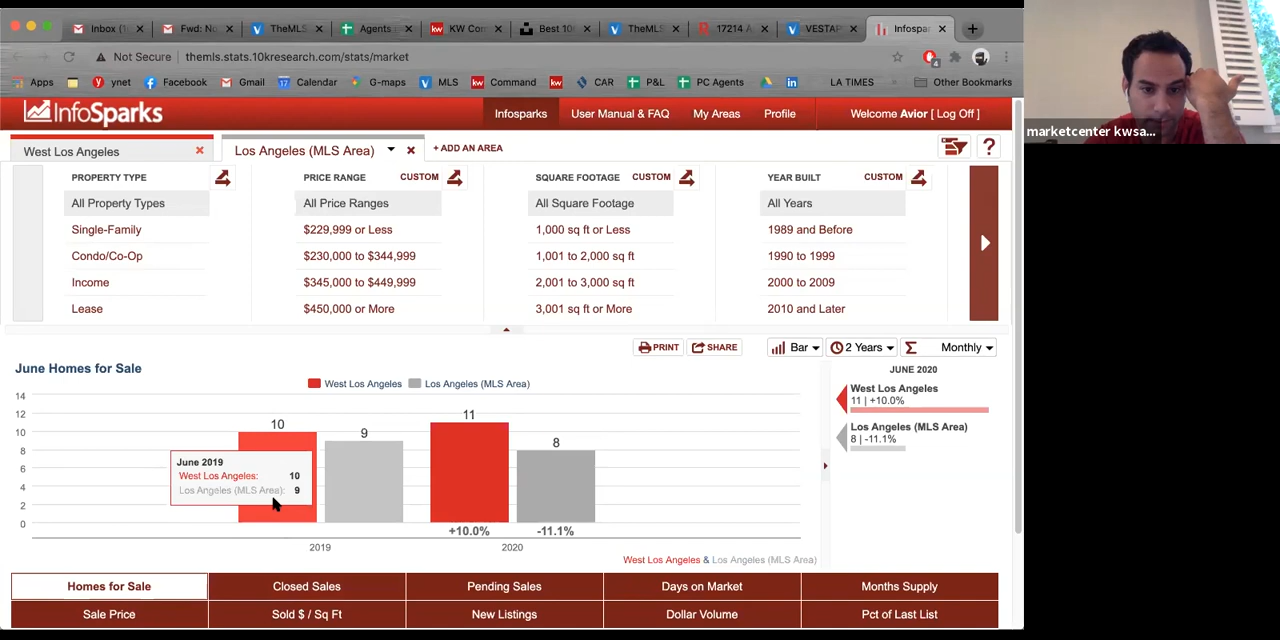 Inbox (1
Fwd: No
TheMLS
Agents
KW Com
Best 10
TheMLS
17214 A
VESTAP
Infospar
Not Secure themls.stats.10kresearch.com/stats/market
4
Apps
ynet
Facebook
Gmail
17 Calendar
G-maps
MLS
kw Command
kw
CAR
P&L
PC Agents
in
LA TIMES
Other Bookmarks
marketcenter kwsa...
InfoSparks
Infosparks
User Manual & FAQ
My Areas
Profile
Welcome Avior [ Log Off ]
West Los Angeles
Los Angeles (MLS Area)
+ ADD AN AREA
?
PROPERTY TYPE
PRICE RANGE CUSTOM
SQUARE FOOTAGE CUSTOM
YEAR BUILT CUSTOM
All Property Types
All Price Ranges
All Square Footage
All Years
Single-Family
$229,999 or Less
1,000 sq ft or Less
1989 and Before
Condo/Co-Op
$230,000 to $344,999
1,001 to 2,000 sq ft
1990 to 1999
Income
$345,000 to $449,999
2,001 to 3,000 sq ft
2000 to 2009
Lease
$450,000 or More
3,001 sq ft or More
2010 and Later
PRINT
SHARE
Bar
2 Years
Σ Monthly
June Homes for Sale
West Los Angeles
Los Angeles (MLS Area)
14
12
10
8
6
4
2
0
10
9
11
8
June 2019
West Los Angeles: 10
Los Angeles (MLS Area): 9
+10.0%
-11.1%
2019
2020
West Los Angeles & Los Angeles (MLS Area)
JUNE 2020
West Los Angeles
11 | +10.0%
Los Angeles (MLS Area)
8 | -11.1%
Homes for Sale
Closed Sales
Pending Sales
Days on Market
Months Supply
Sale Price
Sold $ / Sq Ft
New Listings
Dollar Volume
Pct of Last List